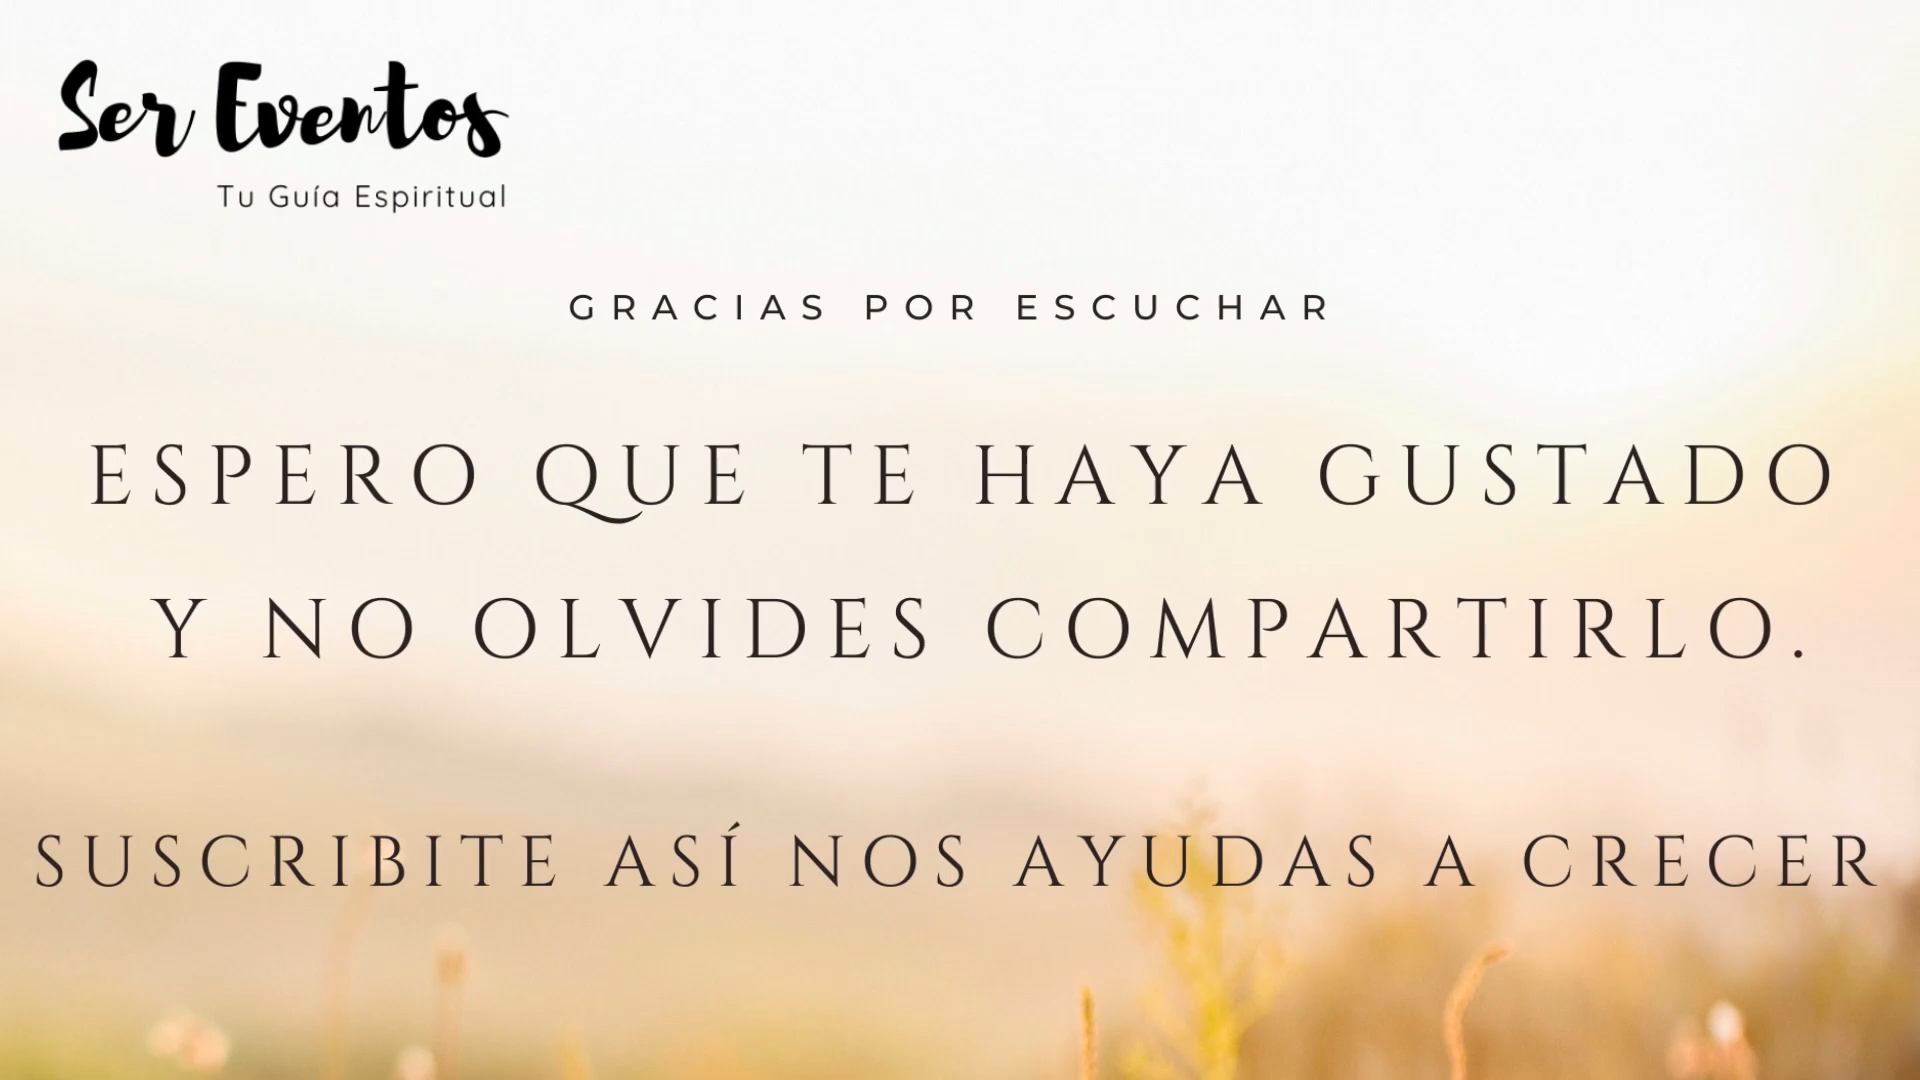 Ser Eventos
Tu Guía Espiritual
GRACIAS POR ESCUCHAR
ESPERO QUE TE HAYA GUSTADO
Y NO OLVIDES COMPARTIRLO.
SUSCRIBITE ASÍ NOS AYUDAS A CRECER